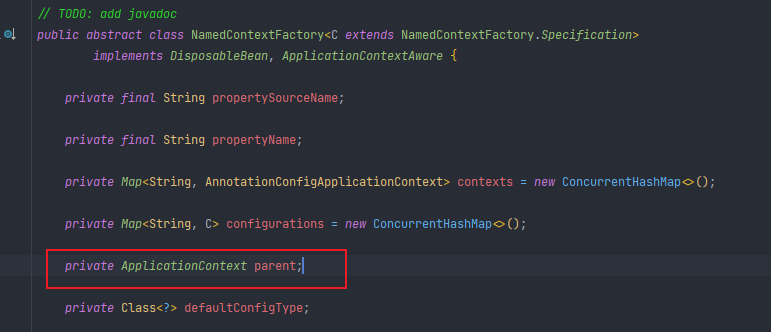 // TODO: add javadoc
public abstract class NamedContextFactory<C extends NamedContextFactory.Specification>
        implements DisposableBean, ApplicationContextAware {
    private final String propertySourceName;
    private final String propertyName;
    private Map<String, AnnotationConfigApplicationContext> contexts = new ConcurrentHashMap<>();
    private Map<String, C> configurations = new ConcurrentHashMap<>();
    private ApplicationContext parent;
    private Class<?> defaultConfigType;